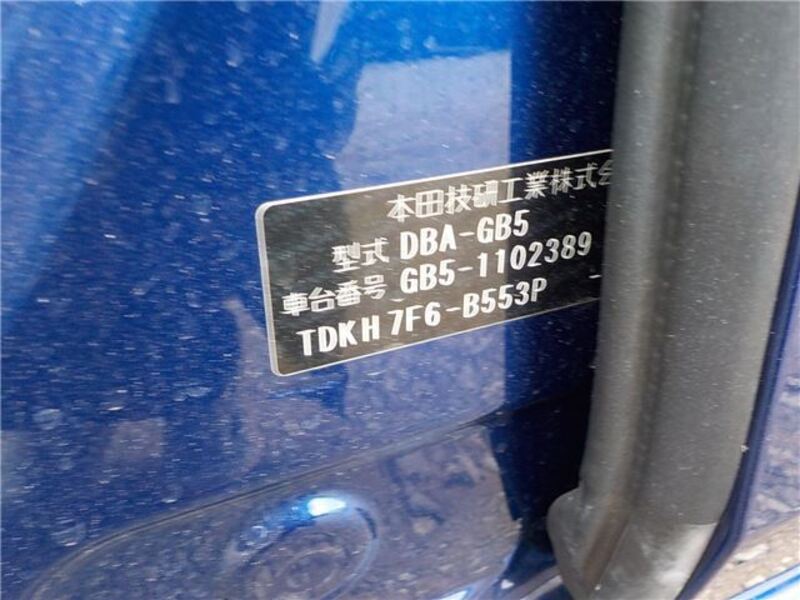 本田技研工業株式会
型式 DBA-GB5
車台番号 GB5-1102389
TDKH 7F6-B553P